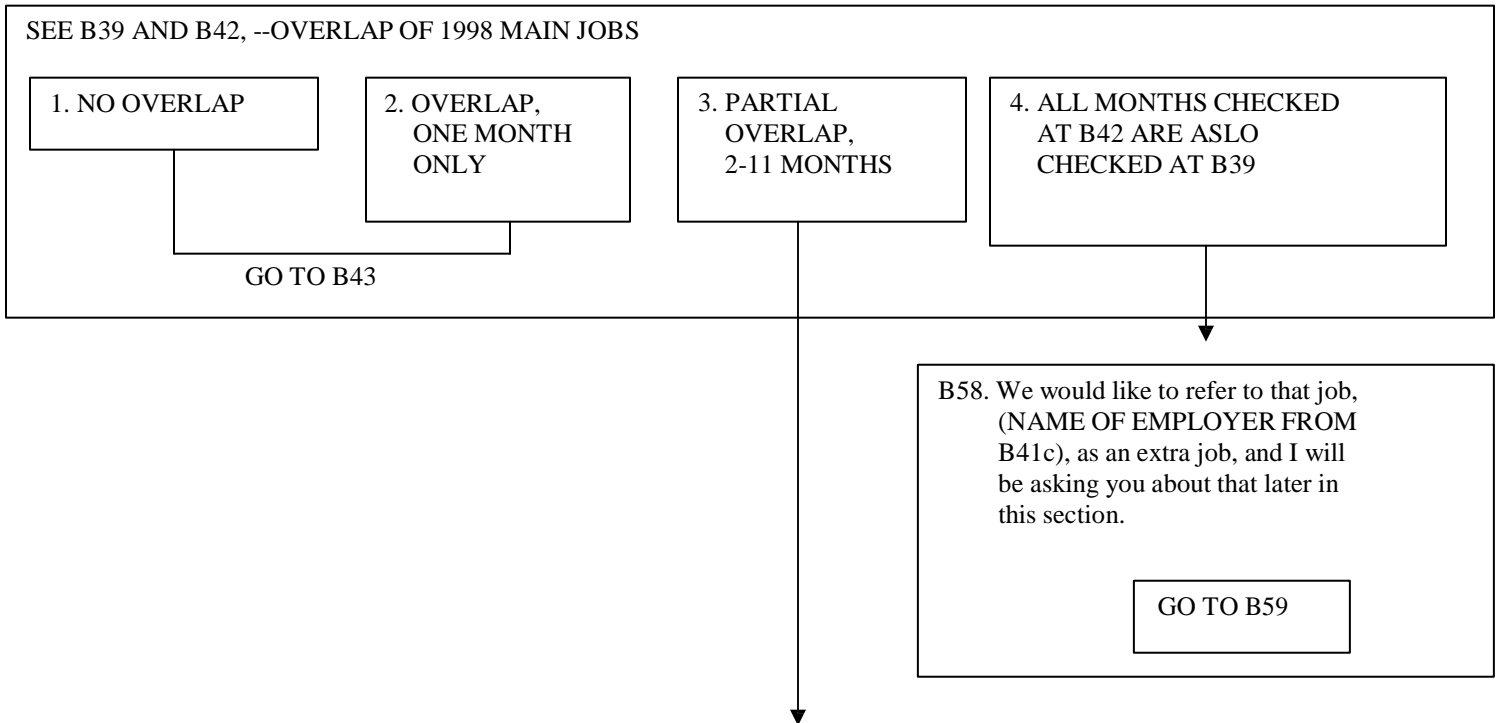 SEE B39 AND B42, --OVERLAP OF 1998 MAIN JOBS
1. NO OVERLAP
2. OVERLAP,
ONE MONTH
ONLY
3. PARTIAL
OVERLAP,
2-11 MONTHS
4. ALL MONTHS CHECKED
AT B42 ARE ASLO
CHECKED AT B39
GO TO B43
B58. We would like to refer to that job,
(NAME OF EMPLOYER FROM
B41c), as an extra job, and I will
be asking you about that later in
this section.
GO TO B59